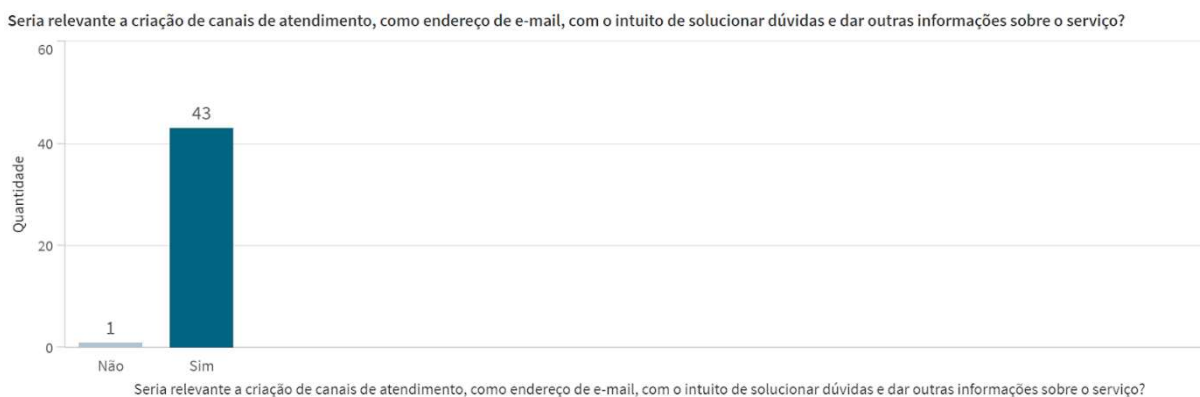 Seria relevante a criação de canais de atendimento, como endereço de e-mail, com o intuito de solucionar dúvidas e dar outras informações sobre o serviço?
60
43
40
Quantidade
20
1
0
Não Sim
Seria relevante a criação de canais de atendimento, como endereço de e-mail, com o intuito de solucionar dúvidas e dar outras informações sobre o serviço?